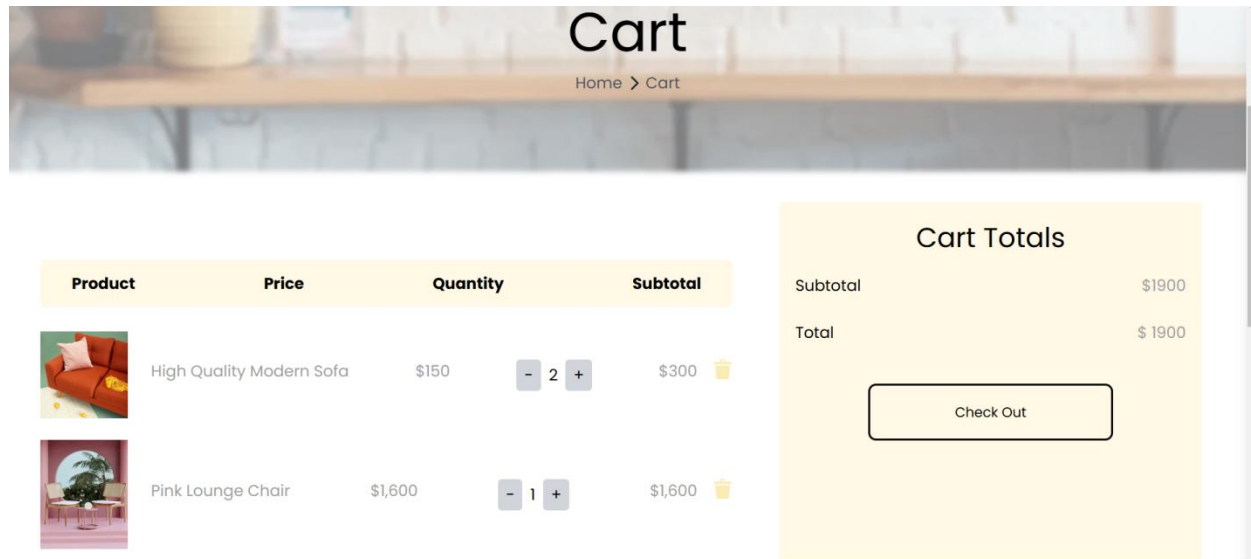 Cart
Home > Cart
Product Price Quantity Subtotal
High Quality Modern Sofa $150 - 2 + $300
Pink Lounge Chair $1,600 - 1 + $1,600
Cart Totals
Subtotal $1900
Total $ 1900
Check Out